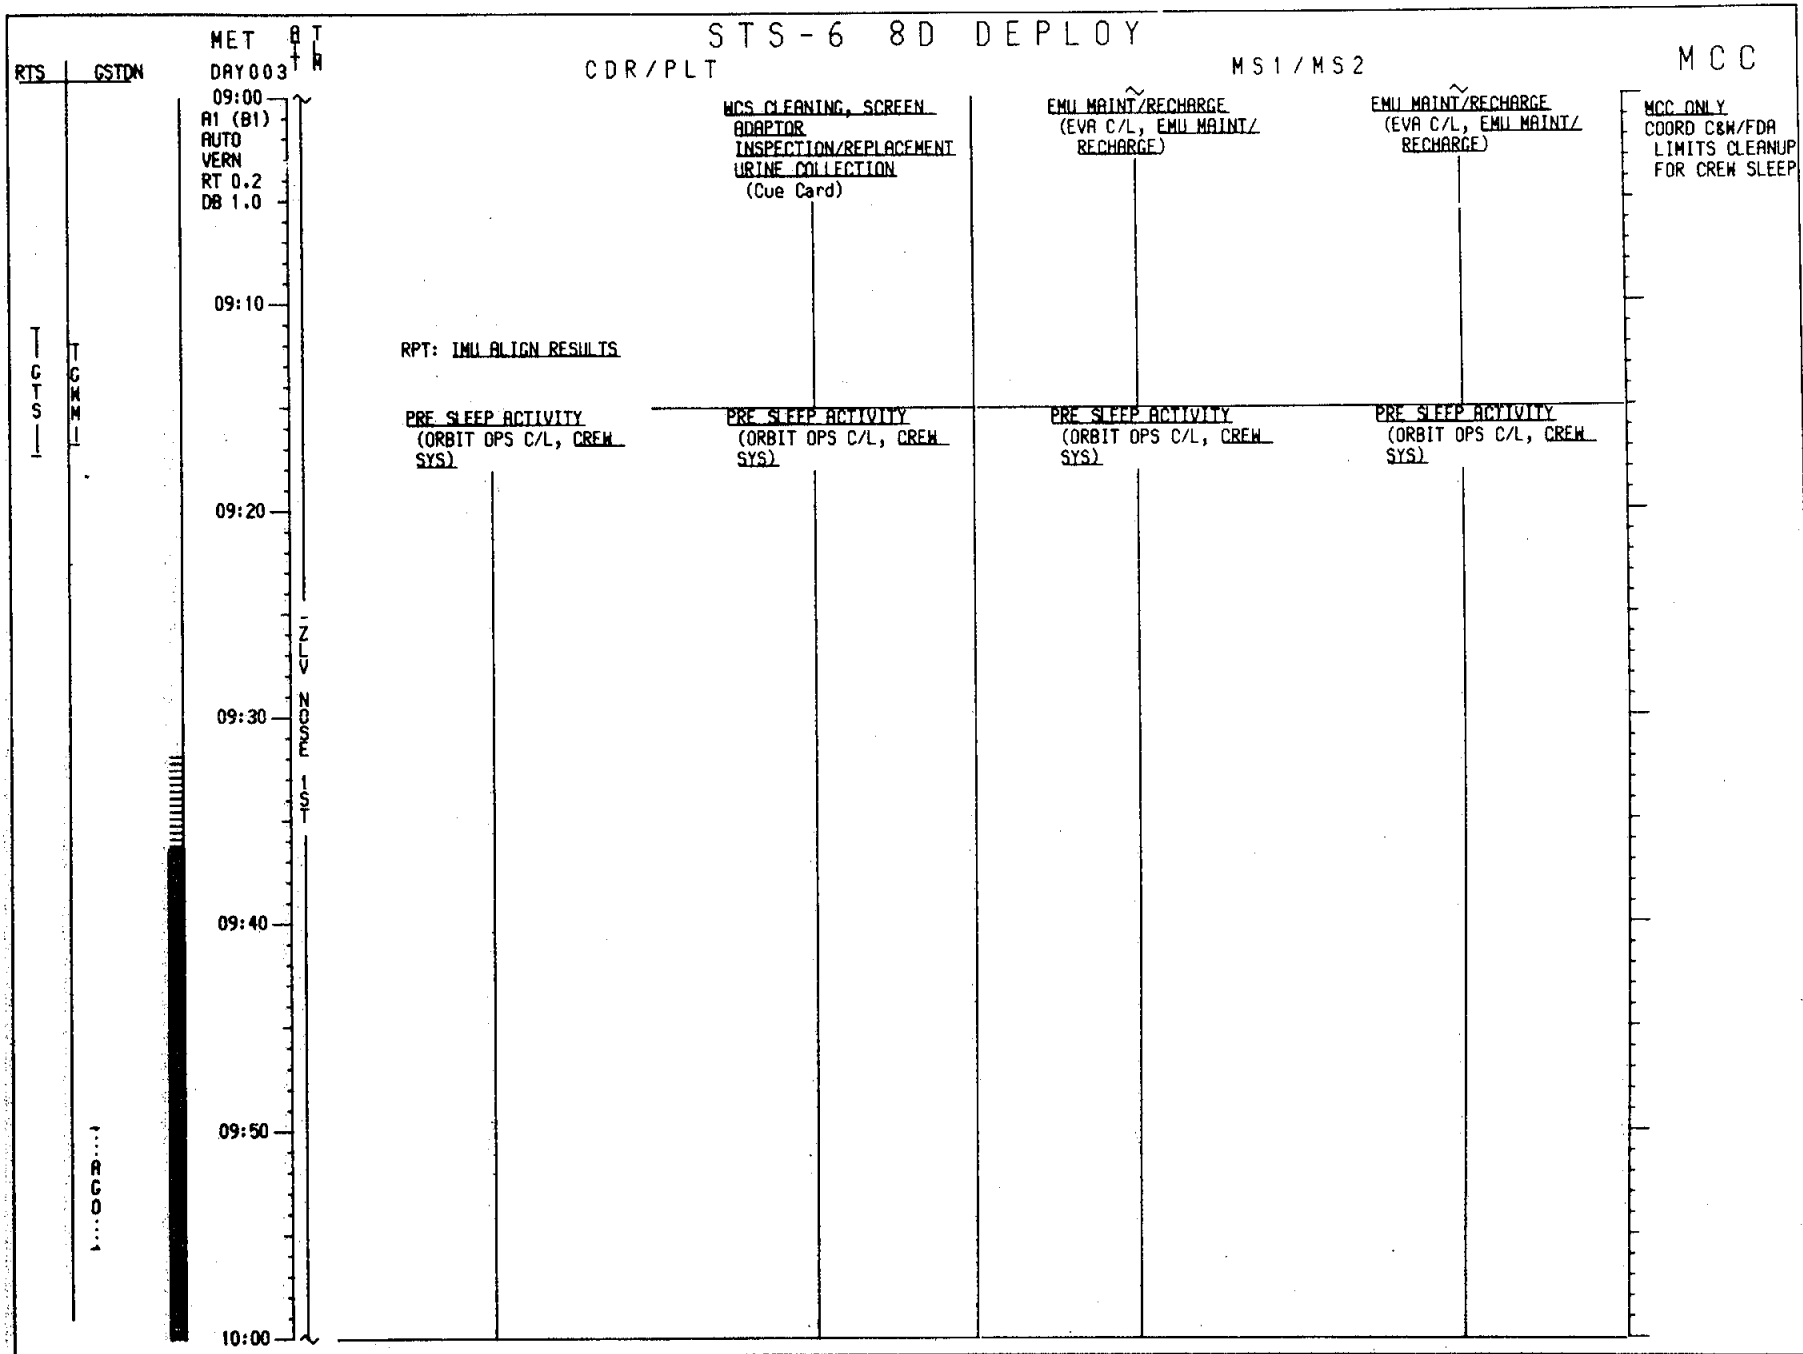 STS-6 8D DEPLOY
MET
ATT
TLM
RTS
GSTDN
DAY003
CDR/PLT
MS1/MS2
MCC
09:00
A1 (B1)
AUTO
VERN
RT 0.2
DB 1.0
WCS CLEANING, SCREEN
ADAPTOR
INSPECTION/REPLACEMENT
URINE COLLECTION
(Cue Card)
EMU MAINT/RECHARGE
(EVA C/L, EMU MAINT/
RECHARGE)
EMU MAINT/RECHARGE
(EVA C/L, EMU MAINT/
RECHARGE)
MCC ONLY
COORD C&W/FDA
LIMITS CLEANUP
FOR CREW SLEEP
09:10
RPT: IMU ALIGN RESULTS
GTS
GWM
PRE SLEEP ACTIVITY
(ORBIT OPS C/L, CREW
SYS)
PRE SLEEP ACTIVITY
(ORBIT OPS C/L, CREW
SYS)
PRE SLEEP ACTIVITY
(ORBIT OPS C/L, CREW
SYS)
PRE SLEEP ACTIVITY
(ORBIT OPS C/L, CREW
SYS)
09:20
-ZLV NOSE 1ST
09:30
09:40
09:50
AGO
10:00